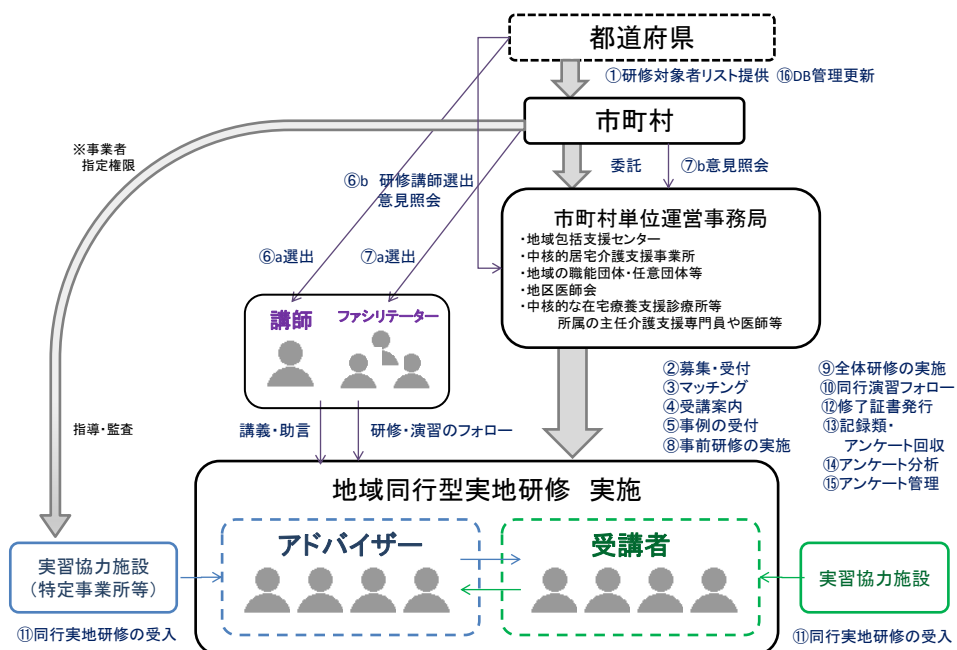 都道府県
①研修対象者リスト提供 ⑯DB管理更新
市町村
※事業者
指定権限
委託
⑦b意見照会
⑥b 研修講師選出
意見照会
市町村単位運営事務局
・地域包括支援センター
・中核的居宅介護支援事業所
・地域の職能団体・任意団体等
・地区医師会
・中核的な在宅療養支援診療所等
所属の主任介護支援専門員や医師等
⑥a選出
⑦a選出
講師
ファシリテーター
②募集・受付
③マッチング
④受講案内
⑤事例の受付
⑧事前研修の実施
⑨全体研修の実施
⑩同行演習フォロー
⑫修了証書発行
⑬記録類・
アンケート回収
⑭アンケート分析
⑮アンケート管理
指導・監査
講義・助言
研修・演習のフォロー
地域同行型実地研修 実施
アドバイザー
受講者
実習協力施設
(特定事業所等)
実習協力施設
⑪同行実地研修の受入
⑪同行実地研修の受入